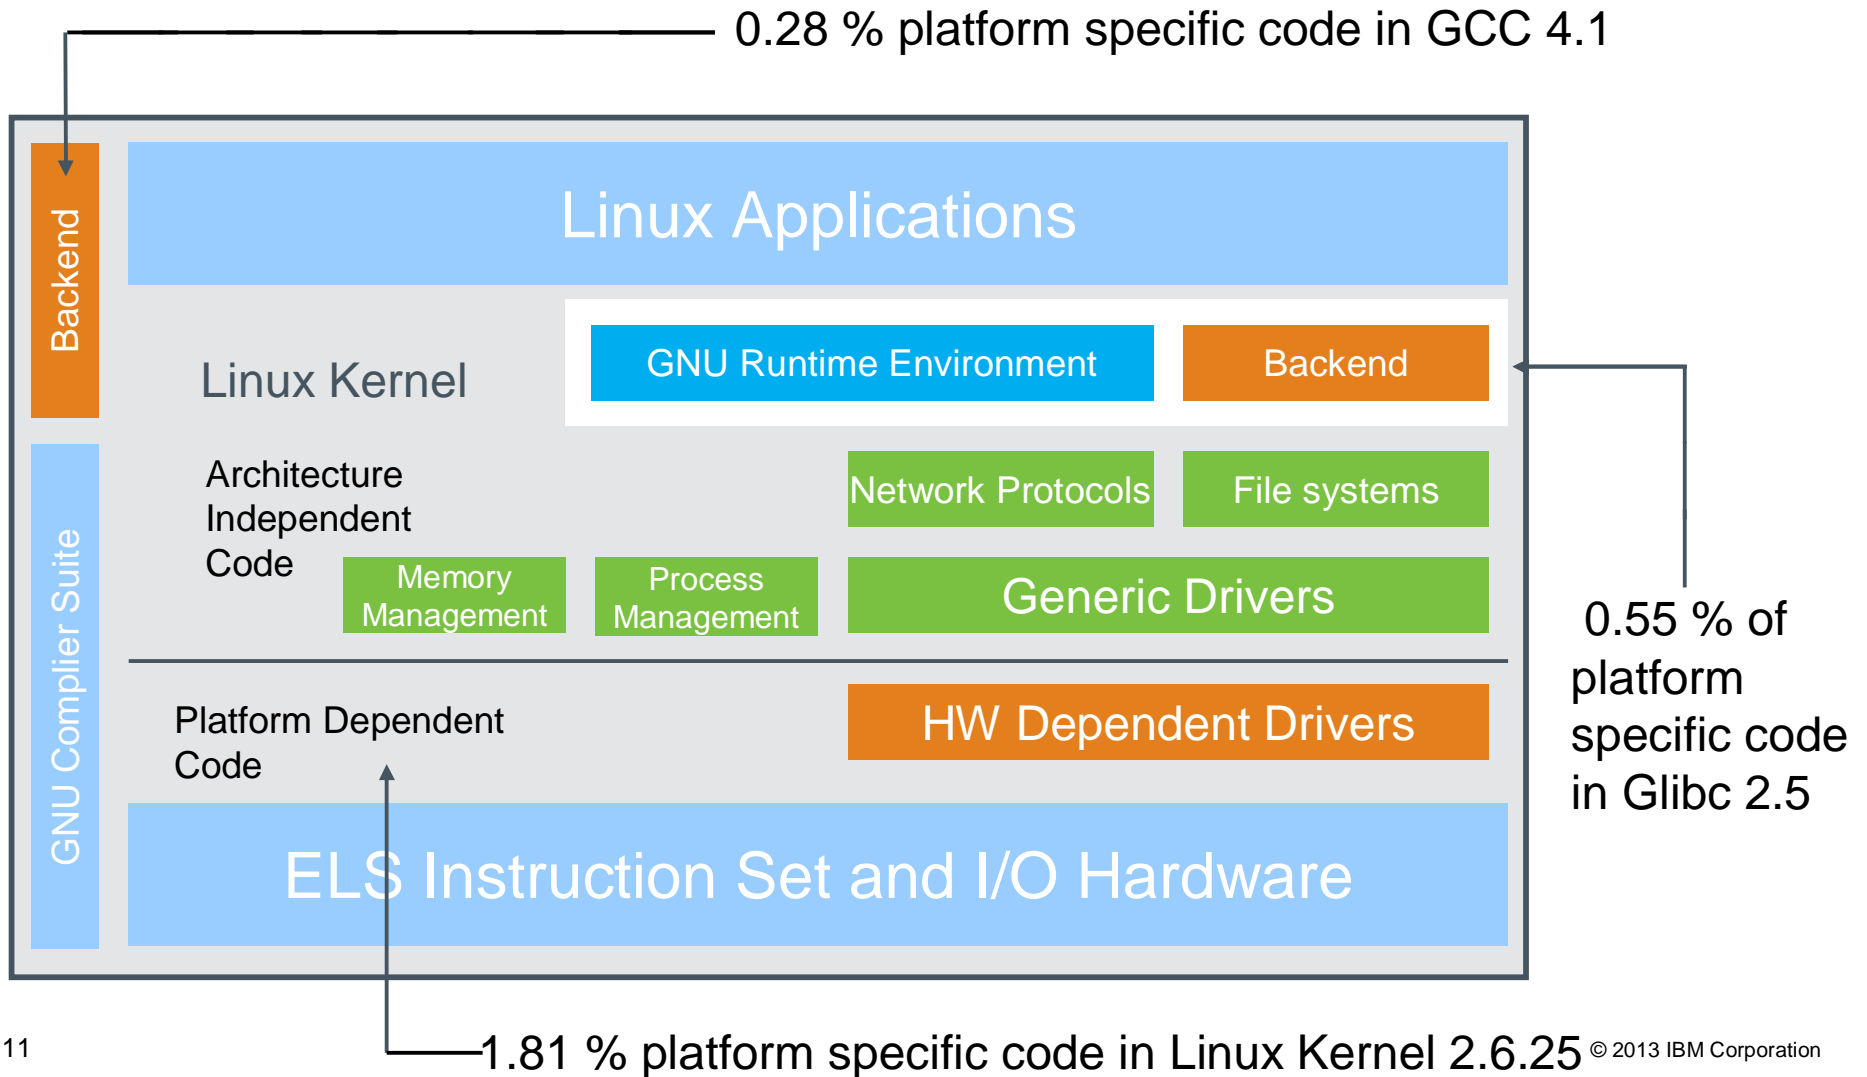 0.28 % platform specific code in GCC 4.1
Backend
Linux Applications
Linux Kernel
GNU Runtime Environment
Backend
Architecture
Independent
Code
Network Protocols
File systems
Memory
Management
Process
Management
Generic Drivers
GNU Complier Suite
Platform Dependent
Code
HW Dependent Drivers
ELS Instruction Set and I/O Hardware
0.55 % of
platform
specific code
in Glibc 2.5
11
1.81 % platform specific code in Linux Kernel 2.6.25
© 2013 IBM Corporation